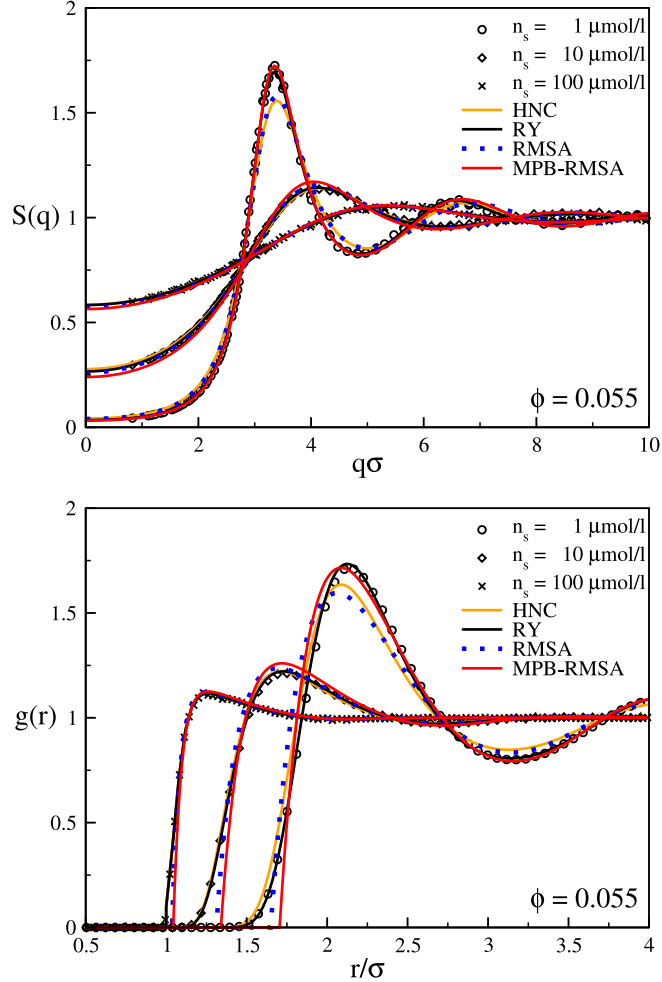 2
n_s = 1 μmol/l
n_s = 10 μmol/l
1.5
n_s = 100 μmol/l
HNC
RY
RMSA
MPB-RMSA
S(q) 1
0.5
ϕ = 0.055
0
0 2 4 6 8 10
qσ
2
n_s = 1 μmol/l
n_s = 10 μmol/l
1.5
n_s = 100 μmol/l
HNC
RY
RMSA
MPB-RMSA
g(r) 1
0.5
ϕ = 0.055
0
0.5 1 1.5 2 2.5 3 3.5 4
r/σ